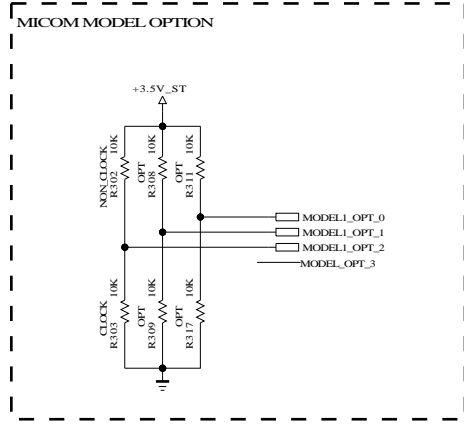 MICOM MODEL OPTION
+3.5V_ST
NON_CLOCK
R302
10K
OPT
R308
10K
OPT
R311
10K
MODEL1_OPT_0
MODEL1_OPT_1
MODEL1_OPT_2
MODEL_OPT_3
CLOCK
R303
10K
OPT
R309
10K
OPT
R317
10K